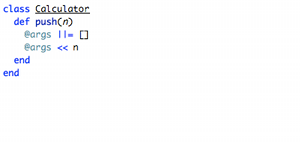 class Calculator
  def push(n)
    @args ||= []
    @args << n
  end
end